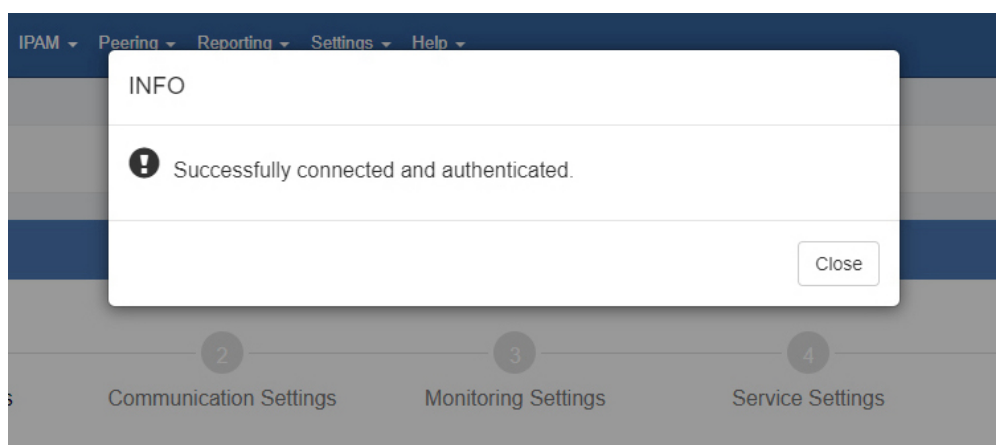 IPAM Peering Reporting Settings Help
INFO
Successfully connected and authenticated.
Close
2 3 4
s Communication Settings Monitoring Settings Service Settings